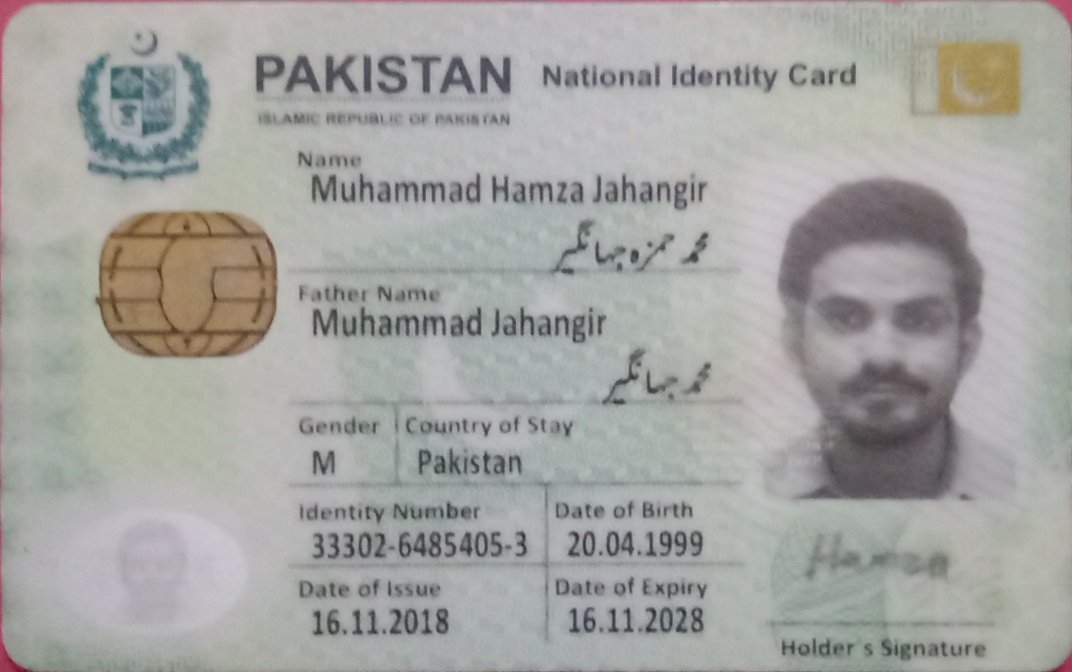 PAKISTAN National Identity Card
ISLAMIC REPUBLIC OF PAKISTAN
Name
Muhammad Hamza Jahangir
محمد حمزہ جہانگیر
Father Name
Muhammad Jahangir
محمد جہانگیر
Gender Country of Stay
M Pakistan
Identity Number Date of Birth
33302-6485405-3 20.04.1999
Date of Issue Date of Expiry
16.11.2018 16.11.2028
Hamza
Holder's Signature